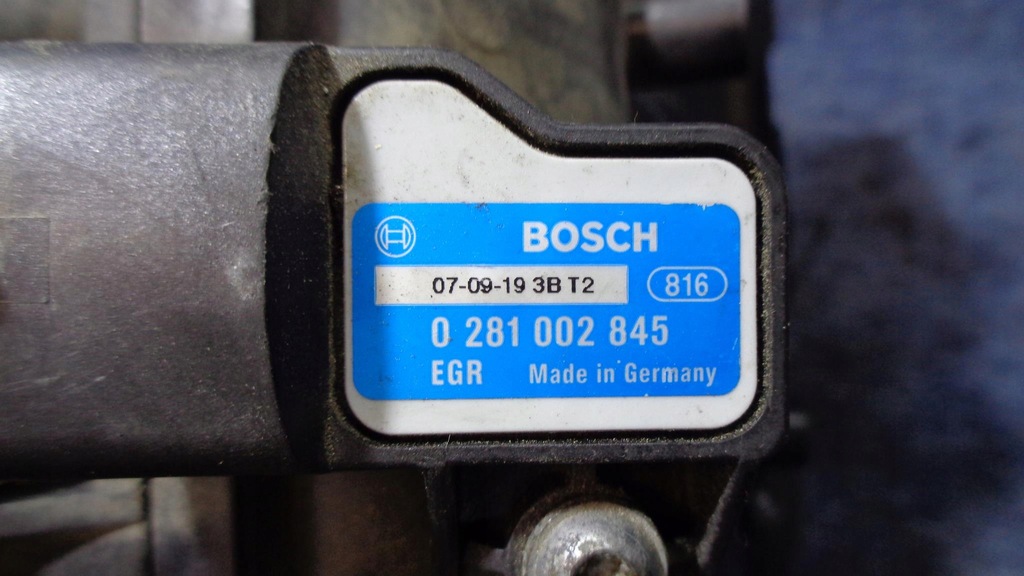 BOSCH
07-09-19 3B T2
816
0 281 002 845
EGR Made in Germany